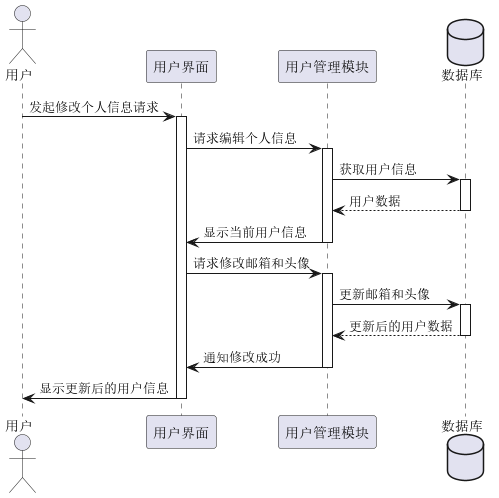 用户
用户界面
用户管理模块
数据库
发起修改个人信息请求
请求编辑个人信息
获取用户信息
用户数据
显示当前用户信息
请求修改邮箱和头像
更新邮箱和头像
更新后的用户数据
通知修改成功
显示更新后的用户信息
用户
用户界面
用户管理模块
数据库